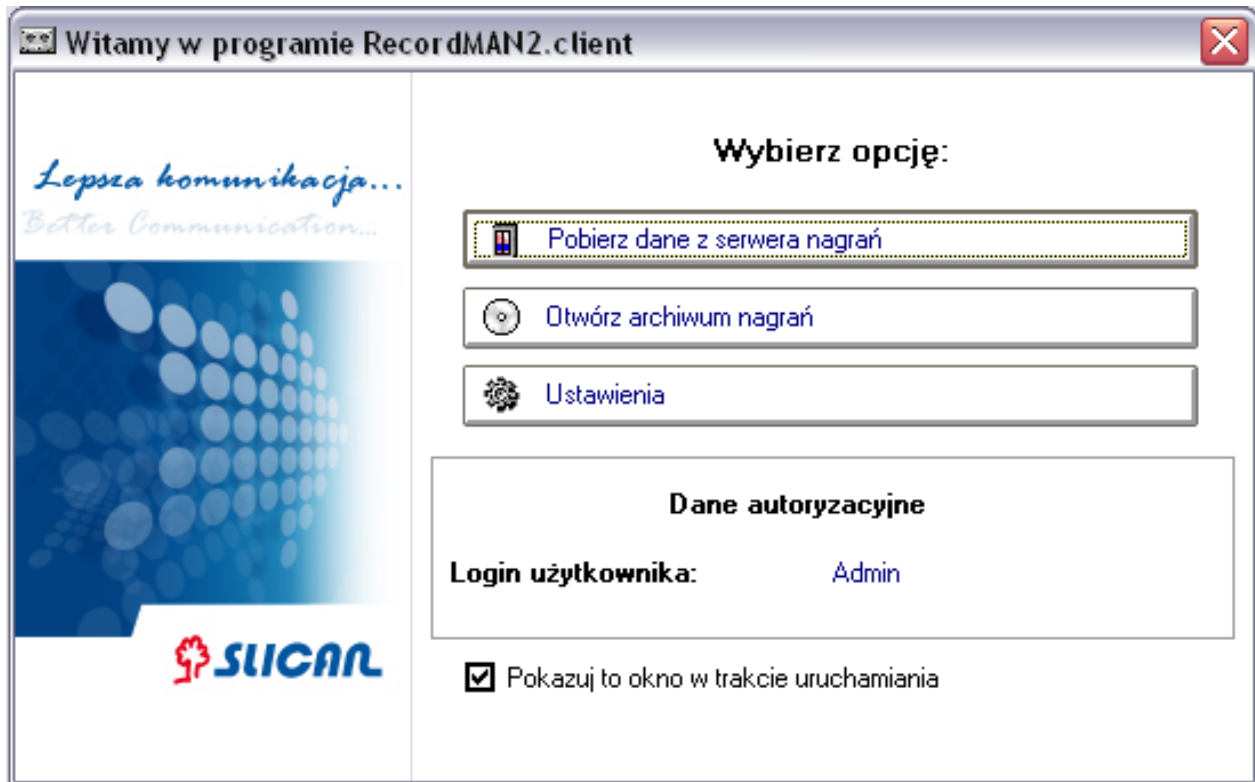 Witamy w programie RecordMAN2.client
Lepsza komunikacja...
Better Communication...
SLICAN
Wybierz opcję:
Pobierz dane z serwera nagrań
Otwórz archiwum nagrań
Ustawienia
Dane autoryzacyjne
Login użytkownika: Admin
Pokazuj to okno w trakcie uruchamiania